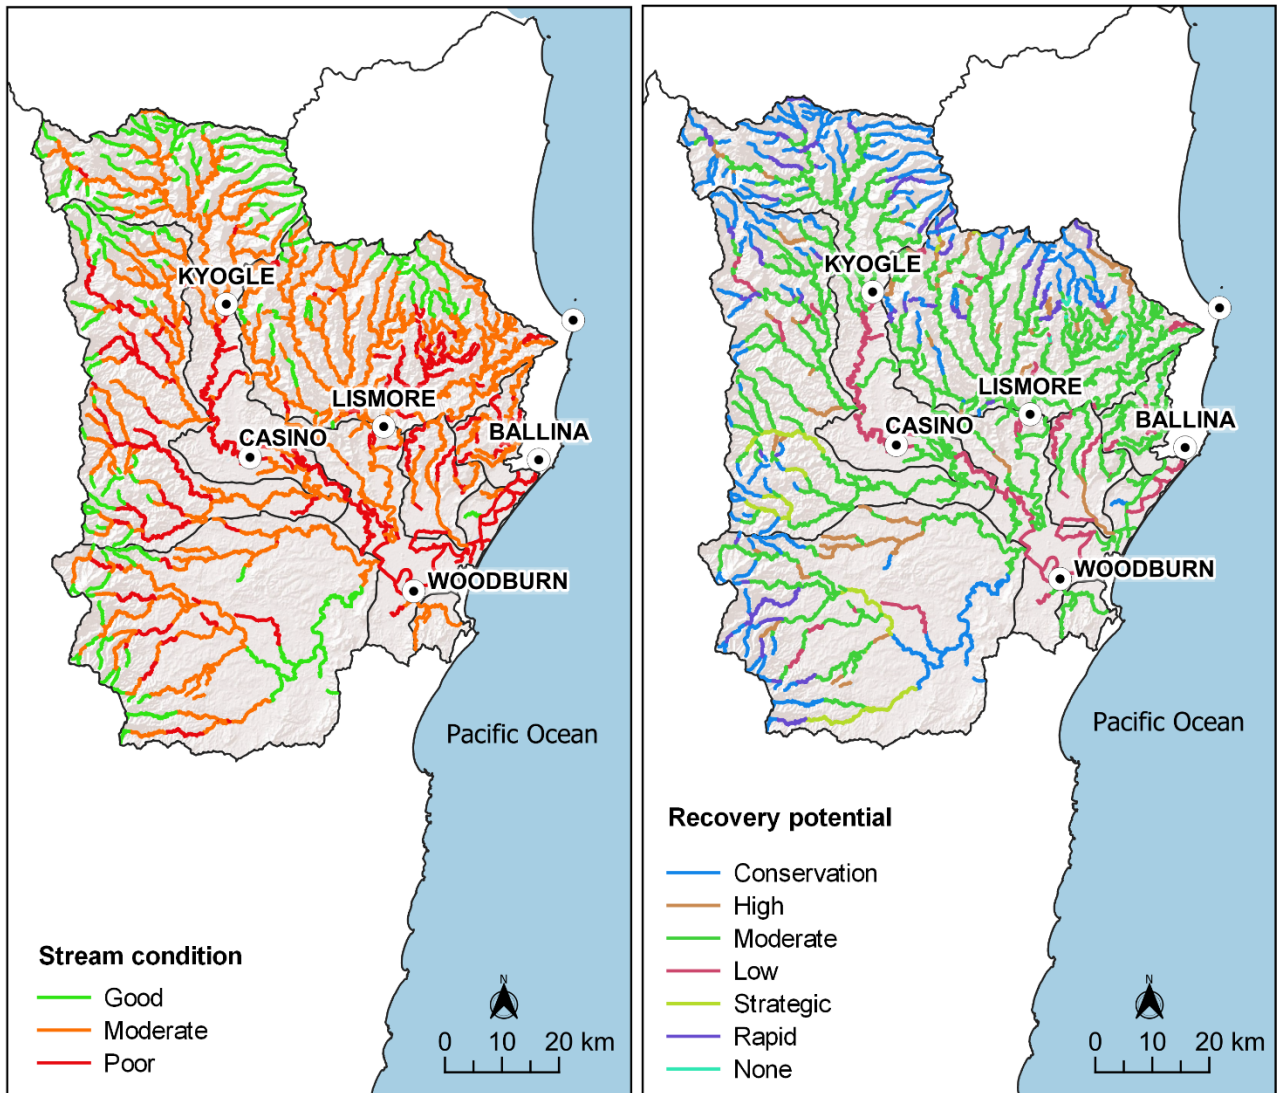 KYOGLE
LISMORE
CASINO
BALLINA
WOODBURN
Pacific Ocean
Stream condition
Good
Moderate
Poor
N
0 10 20 km
KYOGLE
LISMORE
CASINO
BALLINA
WOODBURN
Pacific Ocean
Recovery potential
Conservation
High
Moderate
Low
Strategic
Rapid
None
N
0 10 20 km